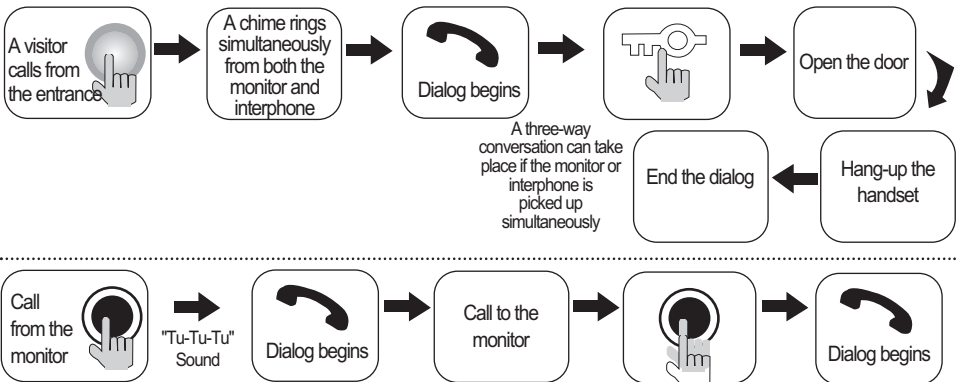 A visitor
calls from
the entrance
A chime rings
simultaneously
from both the
monitor and
interphone
Dialog begins
Open the door
A three-way
conversation can take
place if the monitor or
interphone is
picked up
simultaneously
End the dialog
Hang-up the
handset
Call
from the
monitor
"Tu-Tu-Tu"
Sound
Dialog begins
Call to the
monitor
Dialog begins